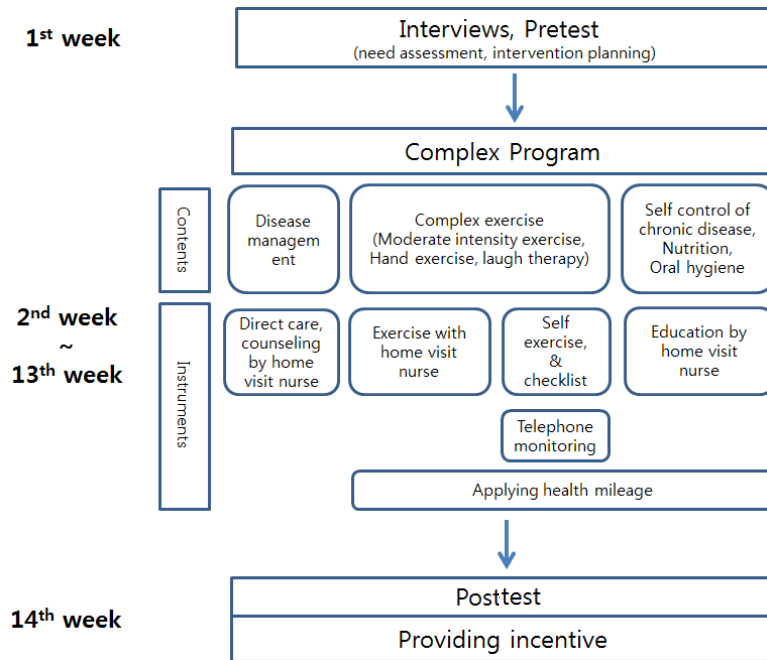 1st week
Interviews, Pretest
(need assessment, intervention planning)
Complex Program
Contents
Disease
managem
ent
Complex exercise
(Moderate intensity exercise,
Hand exercise, laugh therapy)
Self control of
chronic disease,
Nutrition,
Oral hygiene
2nd week
~
13th week
Instruments
Direct care,
counseling
by home
visit nurse
Exercise with
home visit
nurse
Self
exercise,
&
checklist
Education by
home visit
nurse
Telephone
monitoring
Applying health mileage
14th week
Posttest
Providing incentive